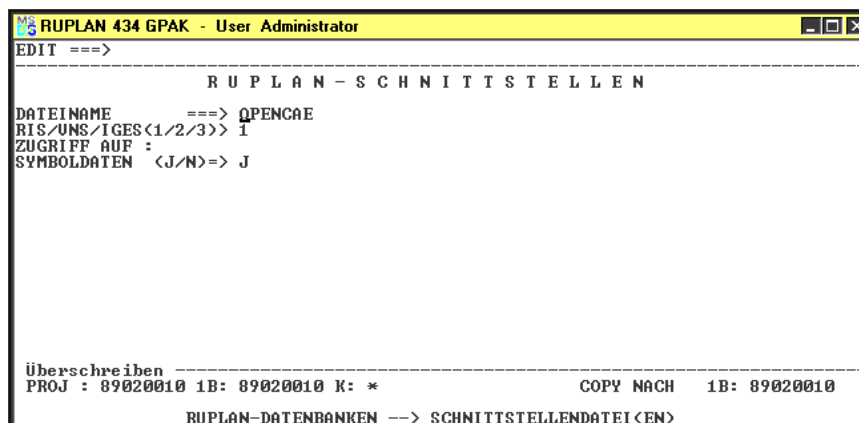 RUPLAN 434 GPAK - User Administrator
EDIT ===>
R U P L A N - S C H N I T T S T E L L E N
DATEINAME ===> OPENCAE
RIS/VNS/IGES(1/2/3)> 1
ZUGRIFF AUF :
SYMBOLDATEN (J/N)=> J
Überschreiben
PROJ : 89020010 1B: 89020010 K: * COPY NACH 1B: 89020010
RUPLAN-DATENBANKEN --> SCHNITTSTELLENDATEI(EN)